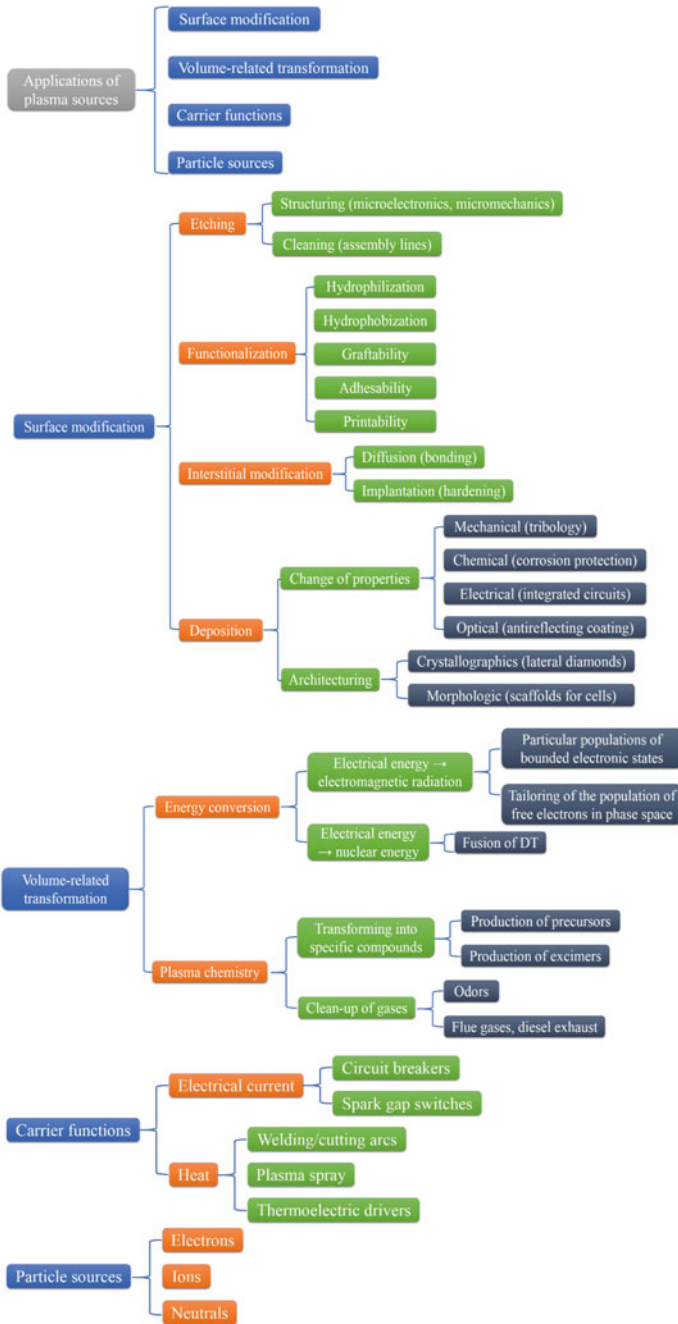 Surface modification
Volume-related transformation
Applications of
plasma sources
Carrier functions
Particle sources
Structuring (microelectronics, micromechanics)
Etching
Cleaning (assembly lines)
Hydrophilization
Hydrophobization
Functionalization
Graftability
Adhesability
Printability
Surface modification
Diffusion (bonding)
Interstitial modification
Implantation (hardening)
Mechanical (tribology)
Chemical (corrosion protection)
Change of properties
Electrical (integrated circuits)
Optical (antireflecting coating)
Deposition
Crystallographics (lateral diamonds)
Architecturing
Morphologic (scaffolds for cells)
Particular populations of
bounded electronic states
Electrical energy →
electromagnetic radiation
Tailoring of the population of
free electrons in phase space
Energy conversion
Electrical energy
→ nuclear energy
Fusion of DT
Volume-related
transformation
Production of precursors
Transforming into
specific compounds
Production of excimers
Plasma chemistry
Odors
Clean-up of gases
Flue gases, diesel exhaust
Circuit breakers
Electrical current
Spark gap switches
Carrier functions
Welding/cutting arcs
Heat
Plasma spray
Thermoelectric drivers
Electrons
Particle sources
Ions
Neutrals